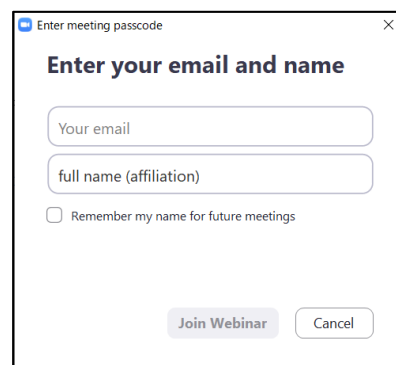 Enter meeting passcode
Enter your email and name
Your email
full name (affiliation)
Remember my name for future meetings
Join Webinar
Cancel